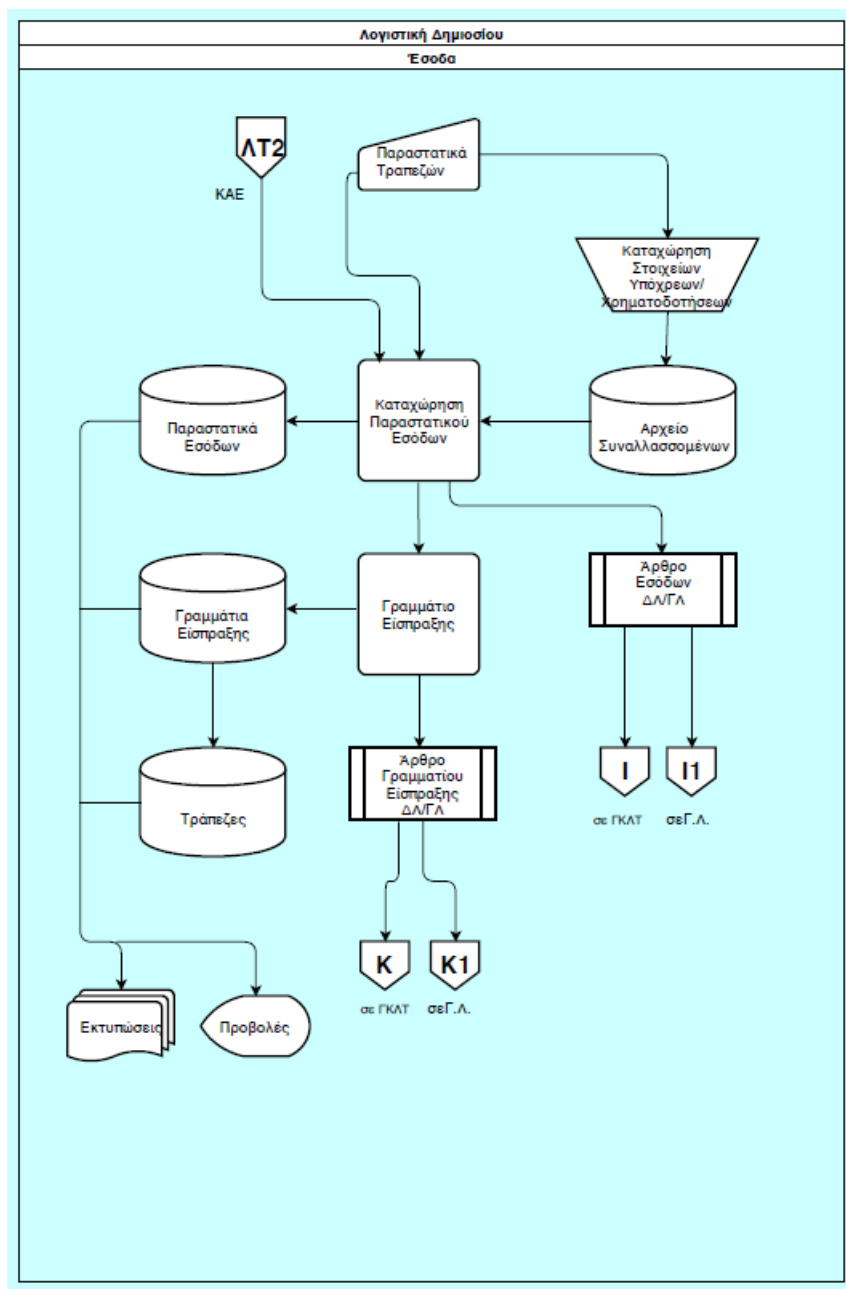 Λογιστική Δημιοσίου
Έσοδα
ΛΤ2
ΚΑΕ
Παραστατικά
Τραπεζών
Καταχώρηση
Στοιχείων
Υπόχρεων/
Χρηματοδοτήσεων
Παραστατικά
Εσόδων
Καταχώρηση
Παραστατικού
Εσόδων
Αρχείο
Συναλλασσομένων
Γραμμάτια
Είσπραξης
Γραμμάτιο
Είσπραξης
Άρθρο
Εσόδων
ΔΛ/ΓΛ
Τράπεζες
Άρθρο
Γραμματίου
Είσπραξης
ΔΛ/ΓΛ
Ι
Ι1
σε ΓΚΛΤ
σεΓ.Λ.
Κ
Κ1
σε ΓΚΛΤ
σεΓ.Λ.
Εκτυπώσεις
Προβολές